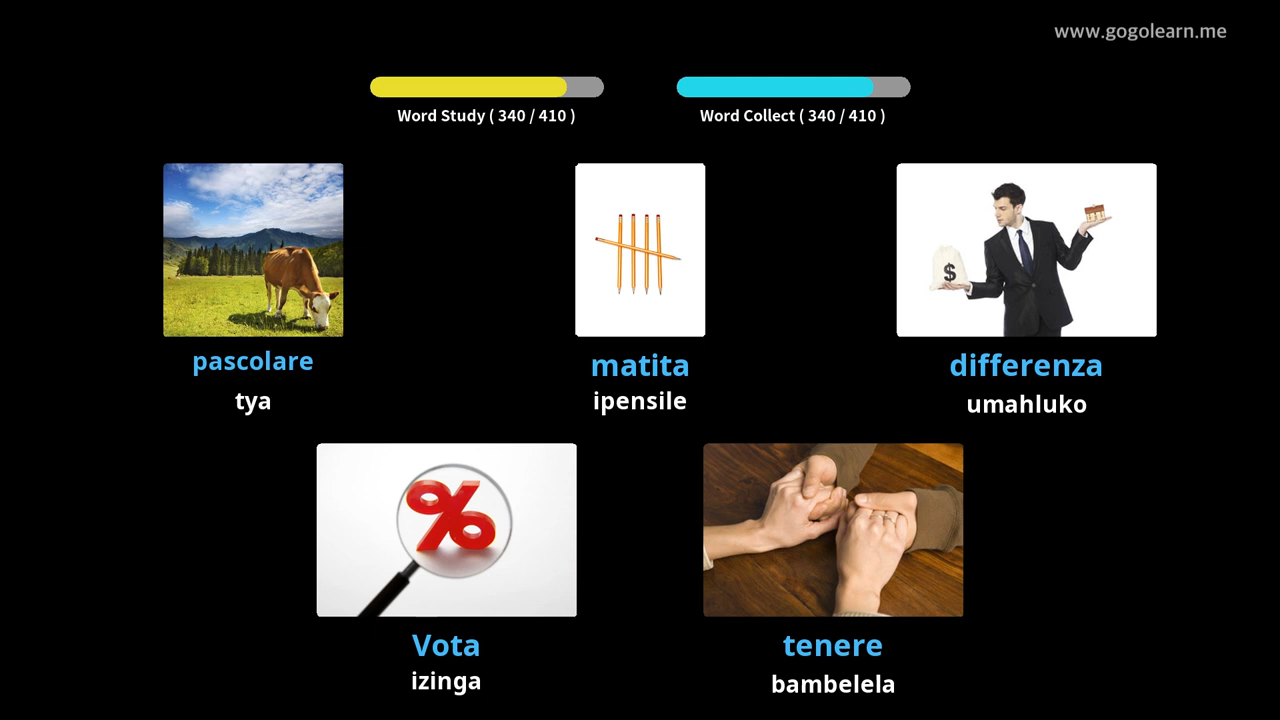 www.gogolearn.me
Word Study ( 340 / 410 )
Word Collect ( 340 / 410 )
$
pascolare
tya
matita
ipensile
differenza
umahluko
%
Vota
izinga
tenere
bambelela